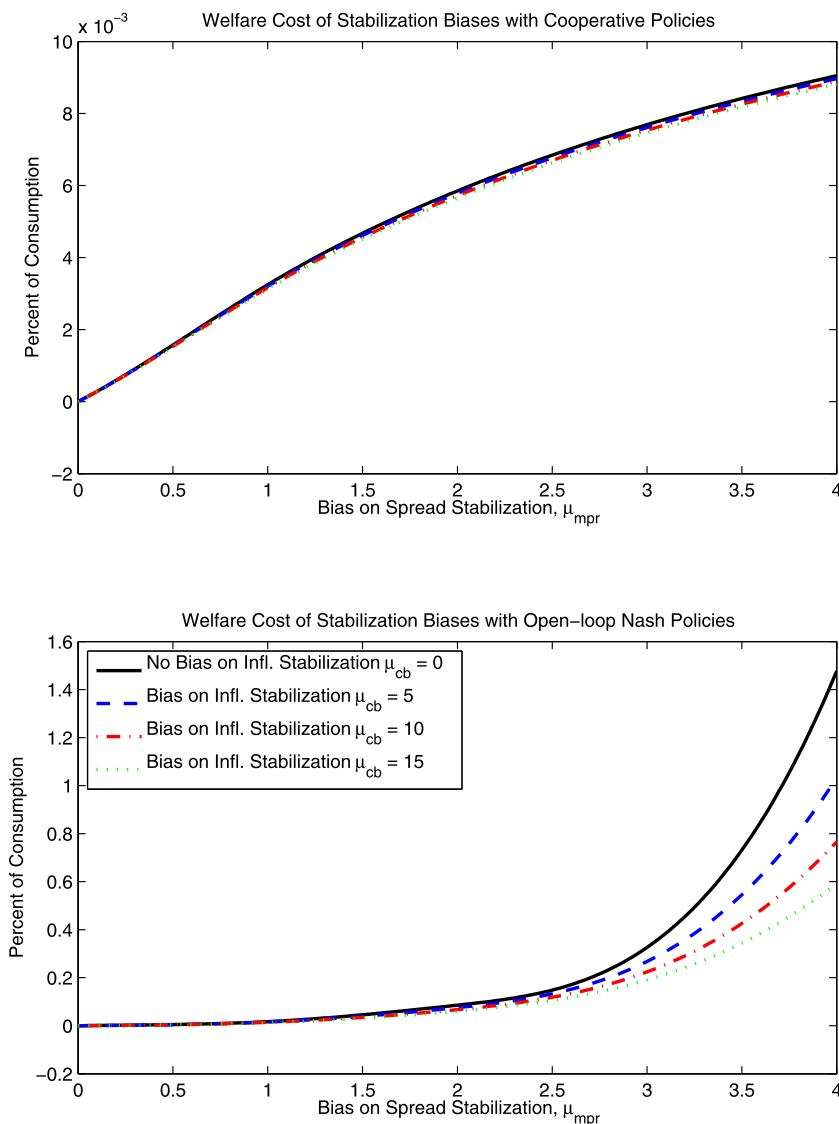 Welfare Cost of Stabilization Biases with Cooperative Policies
x 10⁻³
10
8
6
4
2
0
−2
Percent of Consumption
0 0.5 1 1.5 2 2.5 3 3.5 4
Bias on Spread Stabilization, μmpr
Welfare Cost of Stabilization Biases with Open−loop Nash Policies
1.6
1.4
1.2
1
0.8
0.6
0.4
0.2
0
−0.2
Percent of Consumption
No Bias on Infl. Stabilization μcb = 0
Bias on Infl. Stabilization μcb = 5
Bias on Infl. Stabilization μcb = 10
Bias on Infl. Stabilization μcb = 15
0 0.5 1 1.5 2 2.5 3 3.5 4
Bias on Spread Stabilization, μmpr